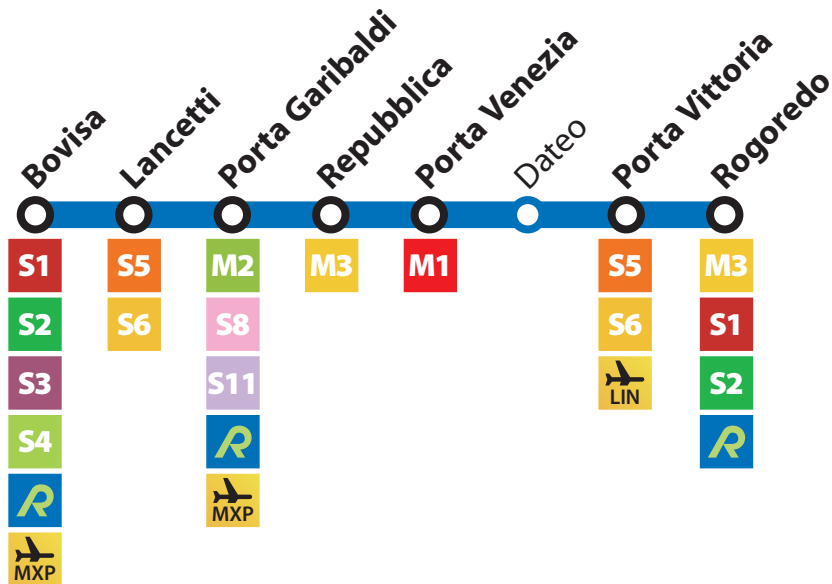 Bovisa
Lancetti
Porta Garibaldi
Repubblica
Porta Venezia
Dateo
Porta Vittoria
Rogoredo
S1
S5
M2
M3
M1
S5
M3
S2
S6
S8
S6
S1
S3
S11
LIN
S2
S4
R
R
R
MXP
MXP